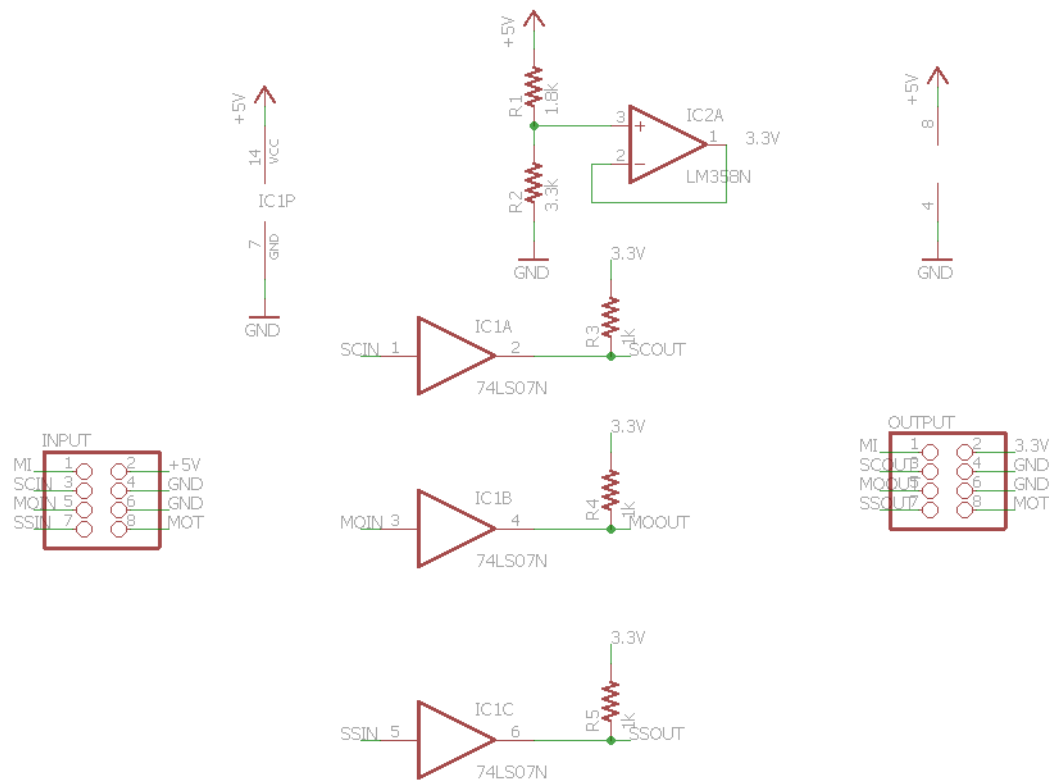 +5V
R1
1.8k
R2
3.3k
GND
3
+
2
−
IC2A
1
3.3V
LM358N
+5V
14
VCC
IC1P
7
GND
GND
+5V
8
4
GND
SCIN
1
IC1A
2
74LS07N
3.3V
R3
1k
SCOUT
INPUT
MI 1 2 +5V
SCIN 3 4 GND
MOIN 5 6 GND
SSIN 7 8 MOT
MOIN
3
IC1B
4
74LS07N
3.3V
R4
1k
MOOUT
OUTPUT
MI 1 2 3.3V
SCOUT 3 4 GND
MOOUT 5 6 GND
SSOUT 7 8 MOT
SSIN
5
IC1C
6
74LS07N
3.3V
R5
1k
SSOUT